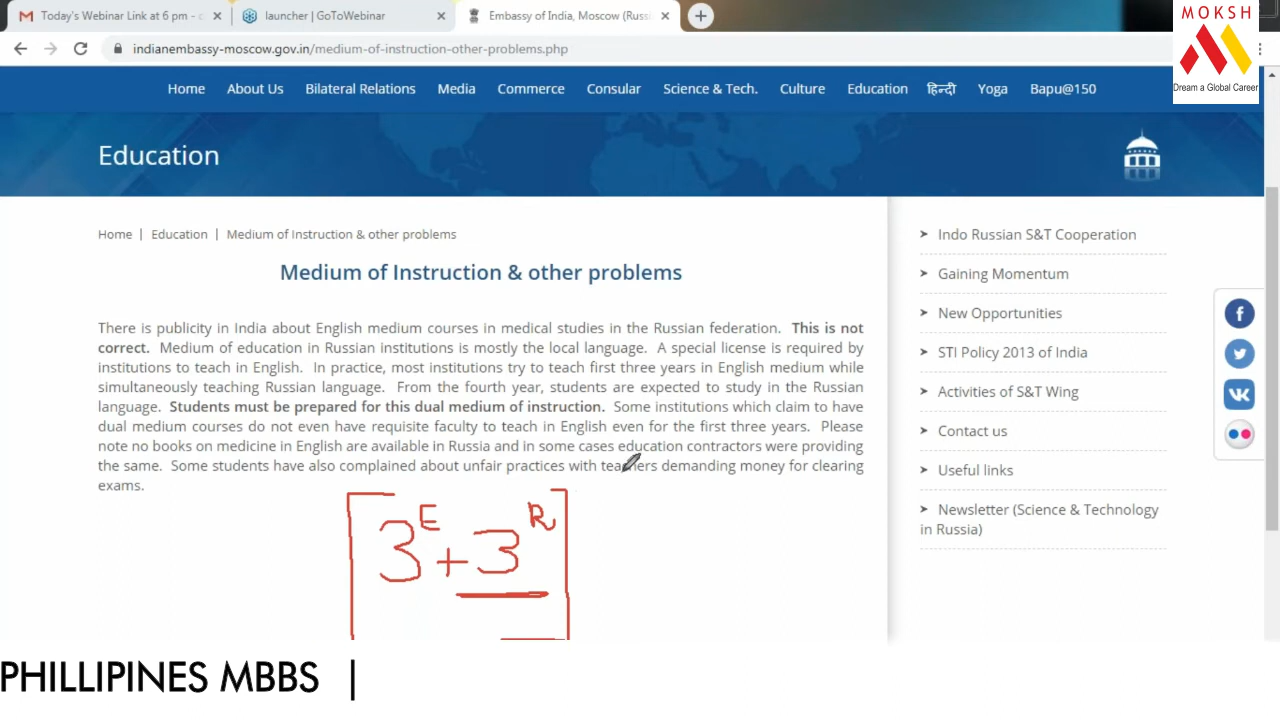 Today's Webinar Link at 6 pm - c
launcher | GoToWebinar
Embassy of India, Moscow (Russi
MOKSH
Dream a Global Career
indianembassy-moscow.gov.in/medium-of-instruction-other-problems.php
Home About Us Bilateral Relations Media Commerce Consular Science & Tech. Culture Education हिन्दी Yoga Bapu@150
Education
Home | Education | Medium of Instruction & other problems
Medium of Instruction & other problems
There is publicity in India about English medium courses in medical studies in the Russian federation. This is not
correct. Medium of education in Russian institutions is mostly the local language. A special license is required by
institutions to teach in English. In practice, most institutions try to teach first three years in English medium while
simultaneously teaching Russian language. From the fourth year, students are expected to study in the Russian
language. Students must be prepared for this dual medium of instruction. Some institutions which claim to have
dual medium courses do not even have requisite faculty to teach in English even for the first three years. Please
note no books on medicine in English are available in Russia and in some cases education contractors were providing
the same. Some students have also complained about unfair practices with teachers demanding money for clearing
exams.
3 E + 3 R
Indo Russian S&T Cooperation
Gaining Momentum
New Opportunities
STI Policy 2013 of India
Activities of S&T Wing
Contact us
Useful links
Newsletter (Science & Technology
in Russia)
PHILLIPINES MBBS |